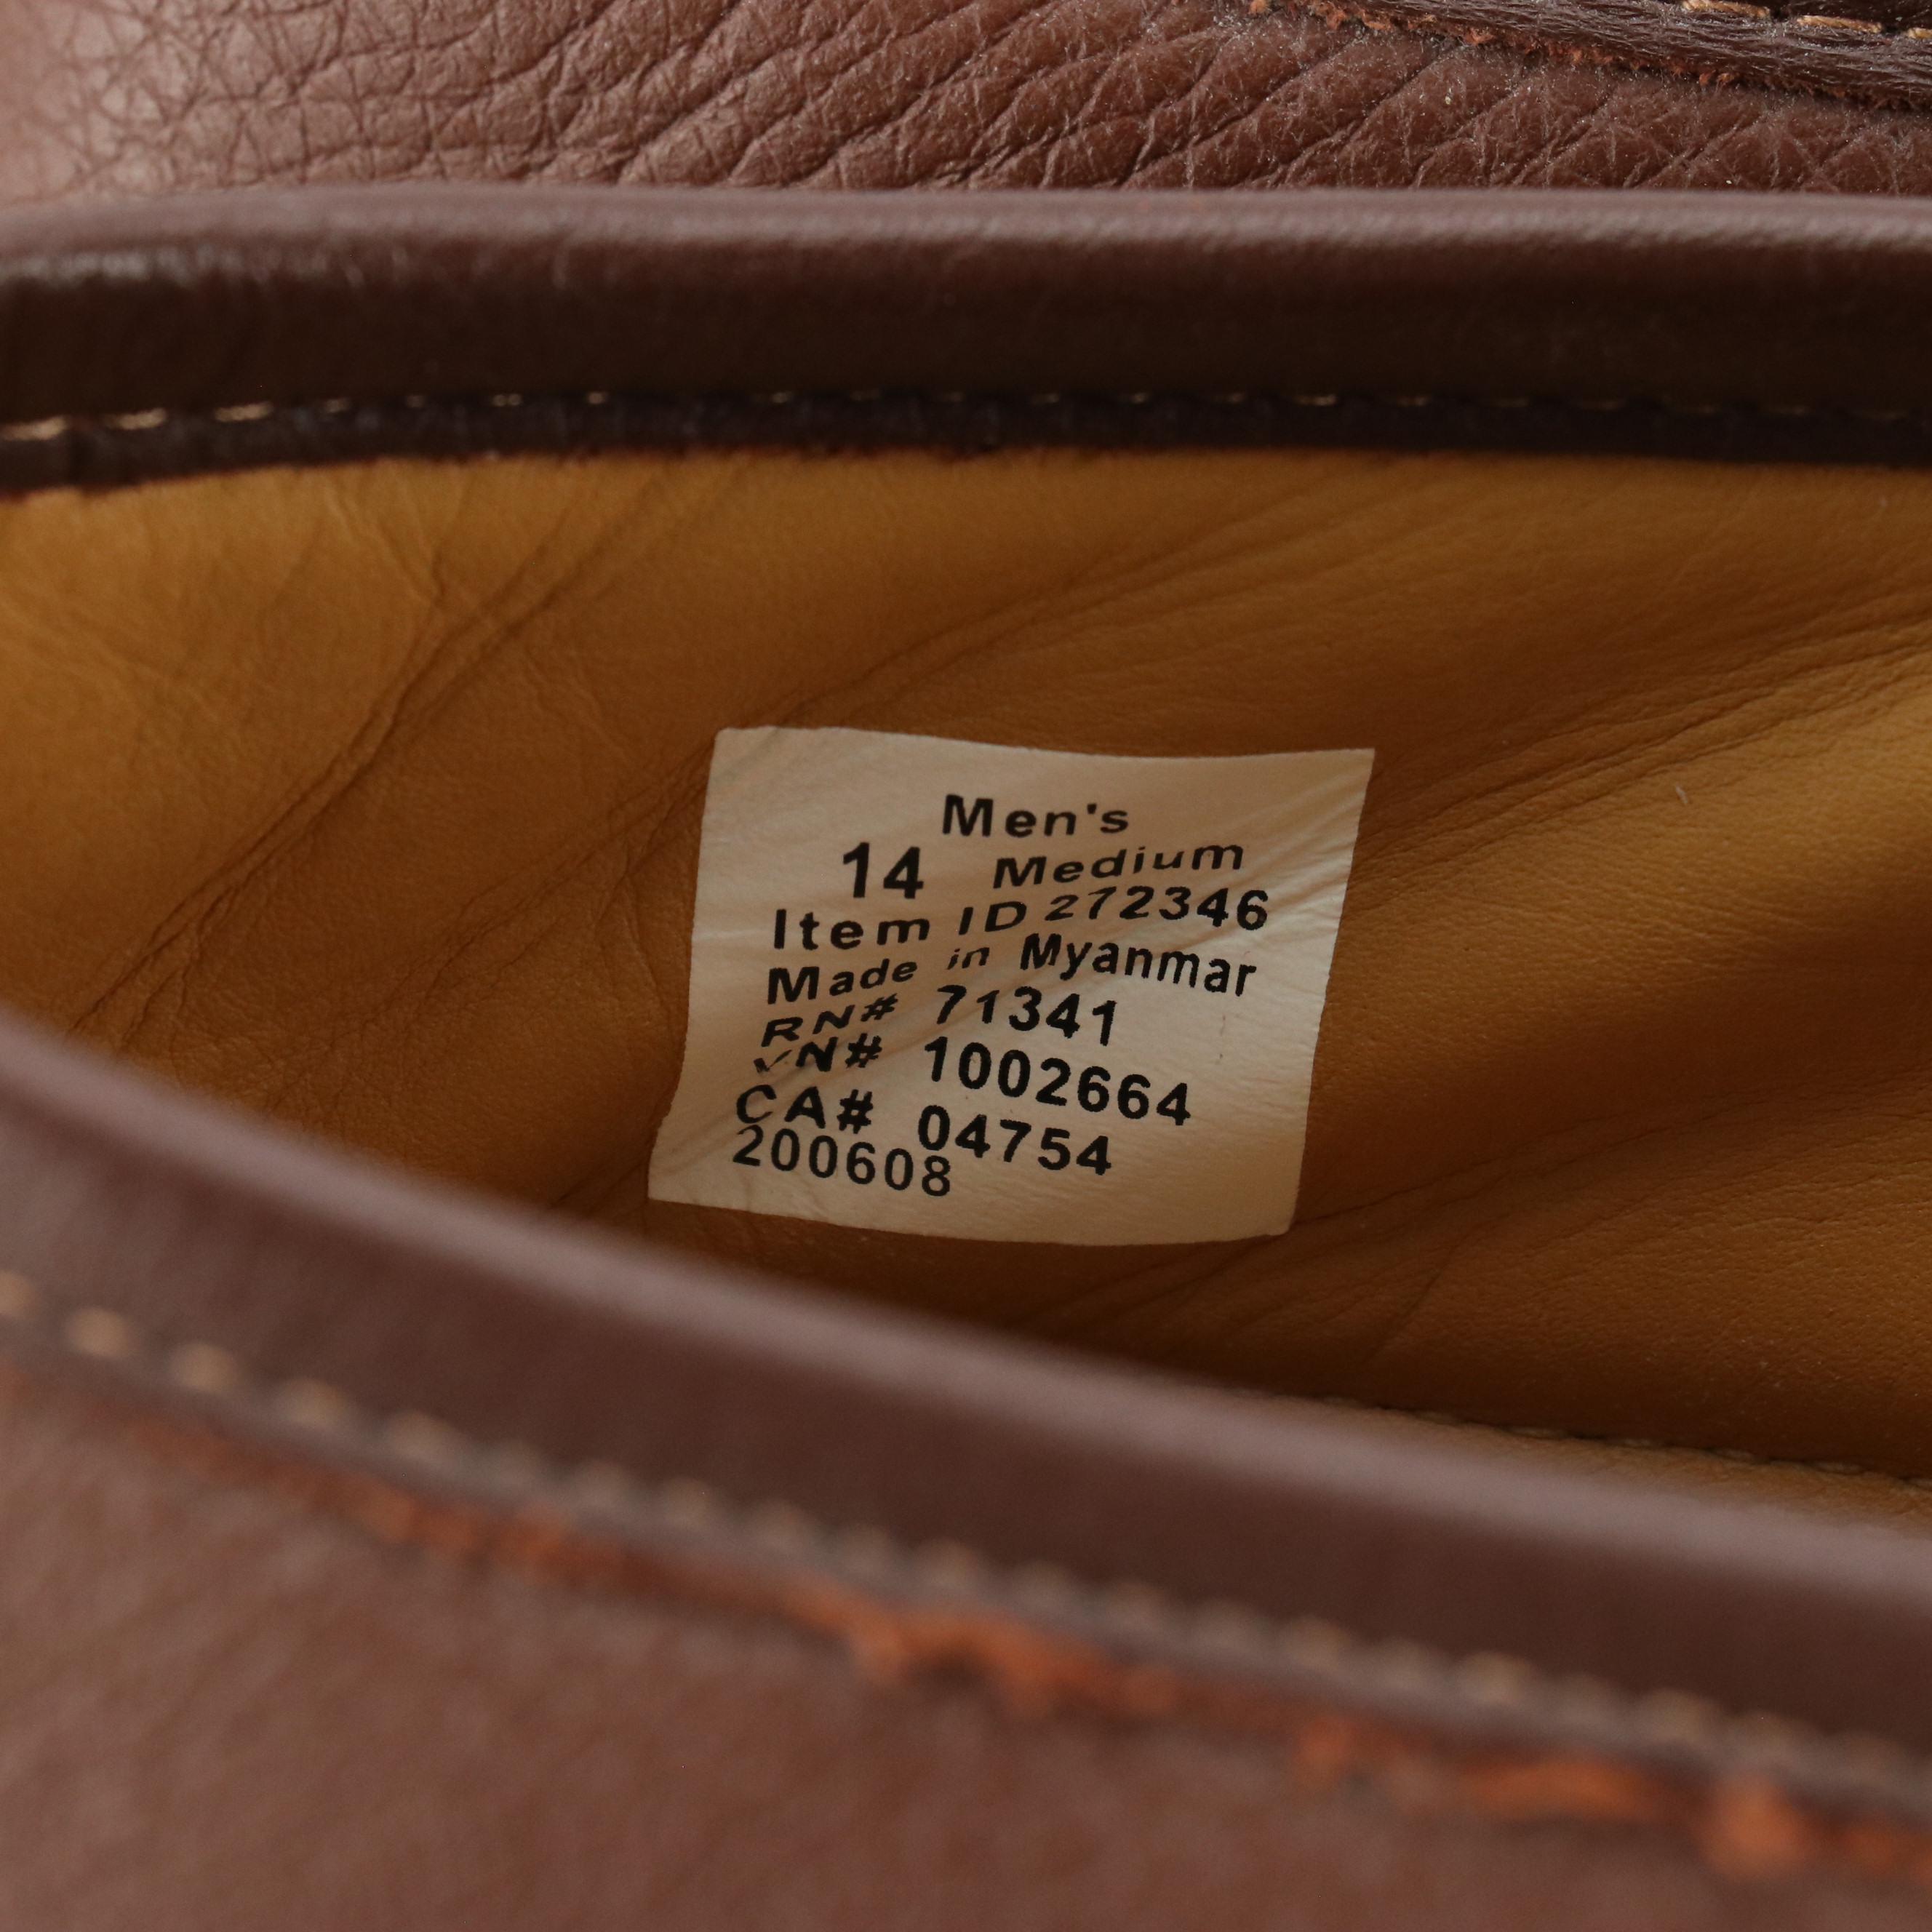 Men's
14 Medium
Item ID 272346
Made in Myanmar
RN# 71341
VN# 1002664
CA# 04754
200608